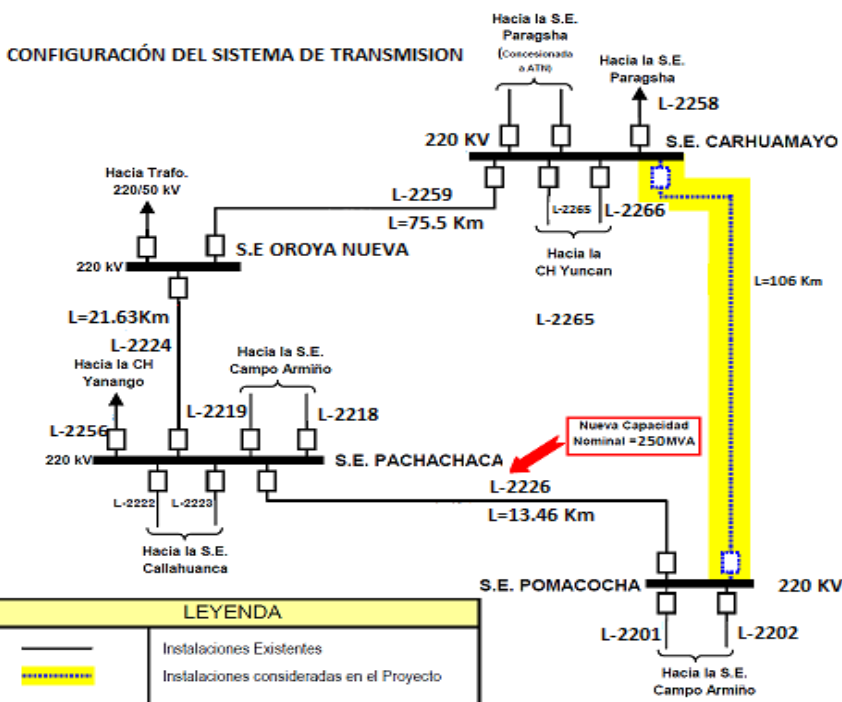 CONFIGURACIÓN DEL SISTEMA DE TRANSMISION
Hacia la S.E.
Paragsha
(Concesionada
a ATN)
Hacia la S.E.
Paragsha
L-2258
220 KV
S.E. CARHUAMAYO
Hacia Trafo.
220/50 kV
L-2259
L=75.5 Km
L-2265
L-2266
S.E OROYA NUEVA
Hacia la
CH Yuncan
220 kV
L=106 Km
L=21.63Km
L-2265
L-2224
Hacia la CH
Yanango
Hacia la S.E.
Campo Armiño
L-2219
L-2218
L-2256
Nueva Capacidad
Nominal =250MVA
220 kV
S.E. PACHACHACA
L-2226
L-2222
L-2223
L=13.46 Km
Hacia la S.E.
Callahuanca
S.E. POMACOCHA
220 KV
L-2201
L-2202
Hacia la S.E.
Campo Armiño
LEYENDA
Instalaciones Existentes
Instalaciones consideradas en el Proyecto